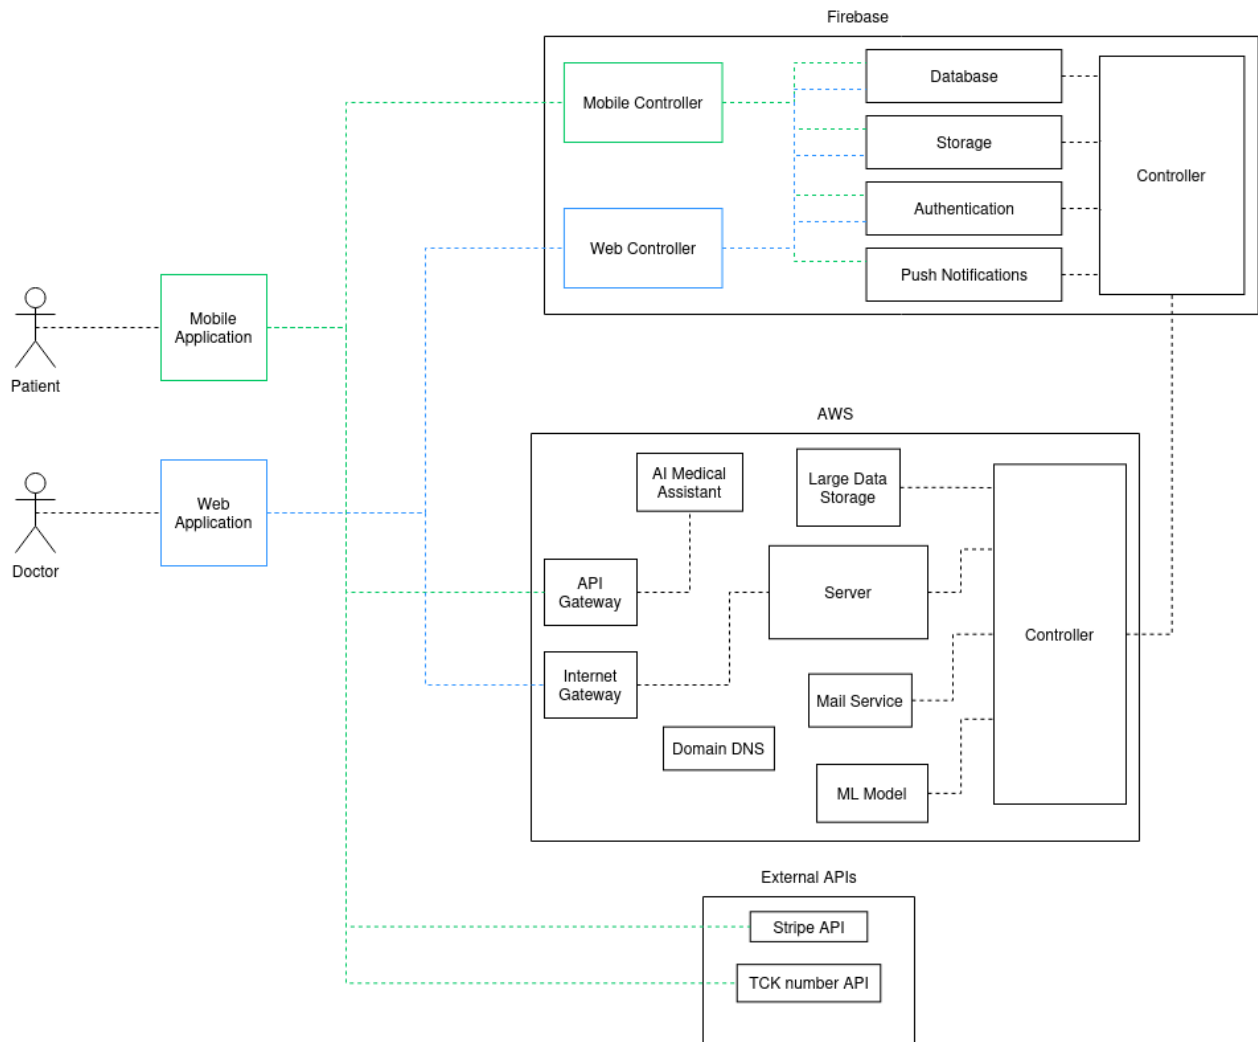 Firebase
Mobile Controller
Database
Storage
Controller
Authentication
Web Controller
Push Notifications
Mobile
Application
Patient
AWS
AI Medical
Assistant
Large Data
Storage
Web
Application
Doctor
API
Gateway
Server
Controller
Internet
Gateway
Mail Service
Domain DNS
ML Model
External APIs
Stripe API
TCK number API